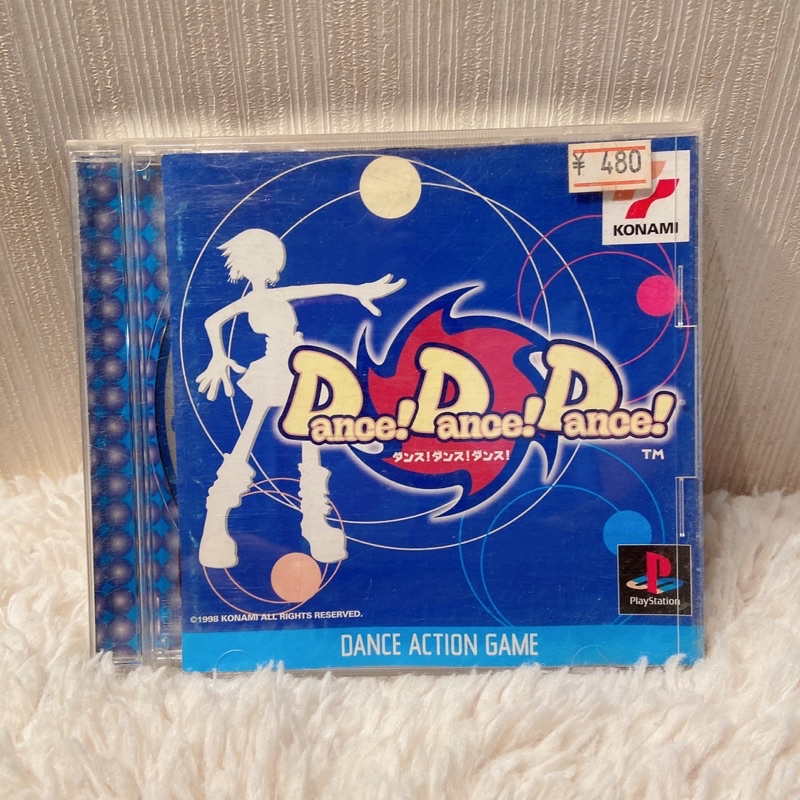 ¥ 480
KONAMI
Dance! Dance! Dance!
ダンス!ダンス!ダンス!
TM
PlayStation
©1998 KONAMI ALL RIGHTS RESERVED.
DANCE ACTION GAME